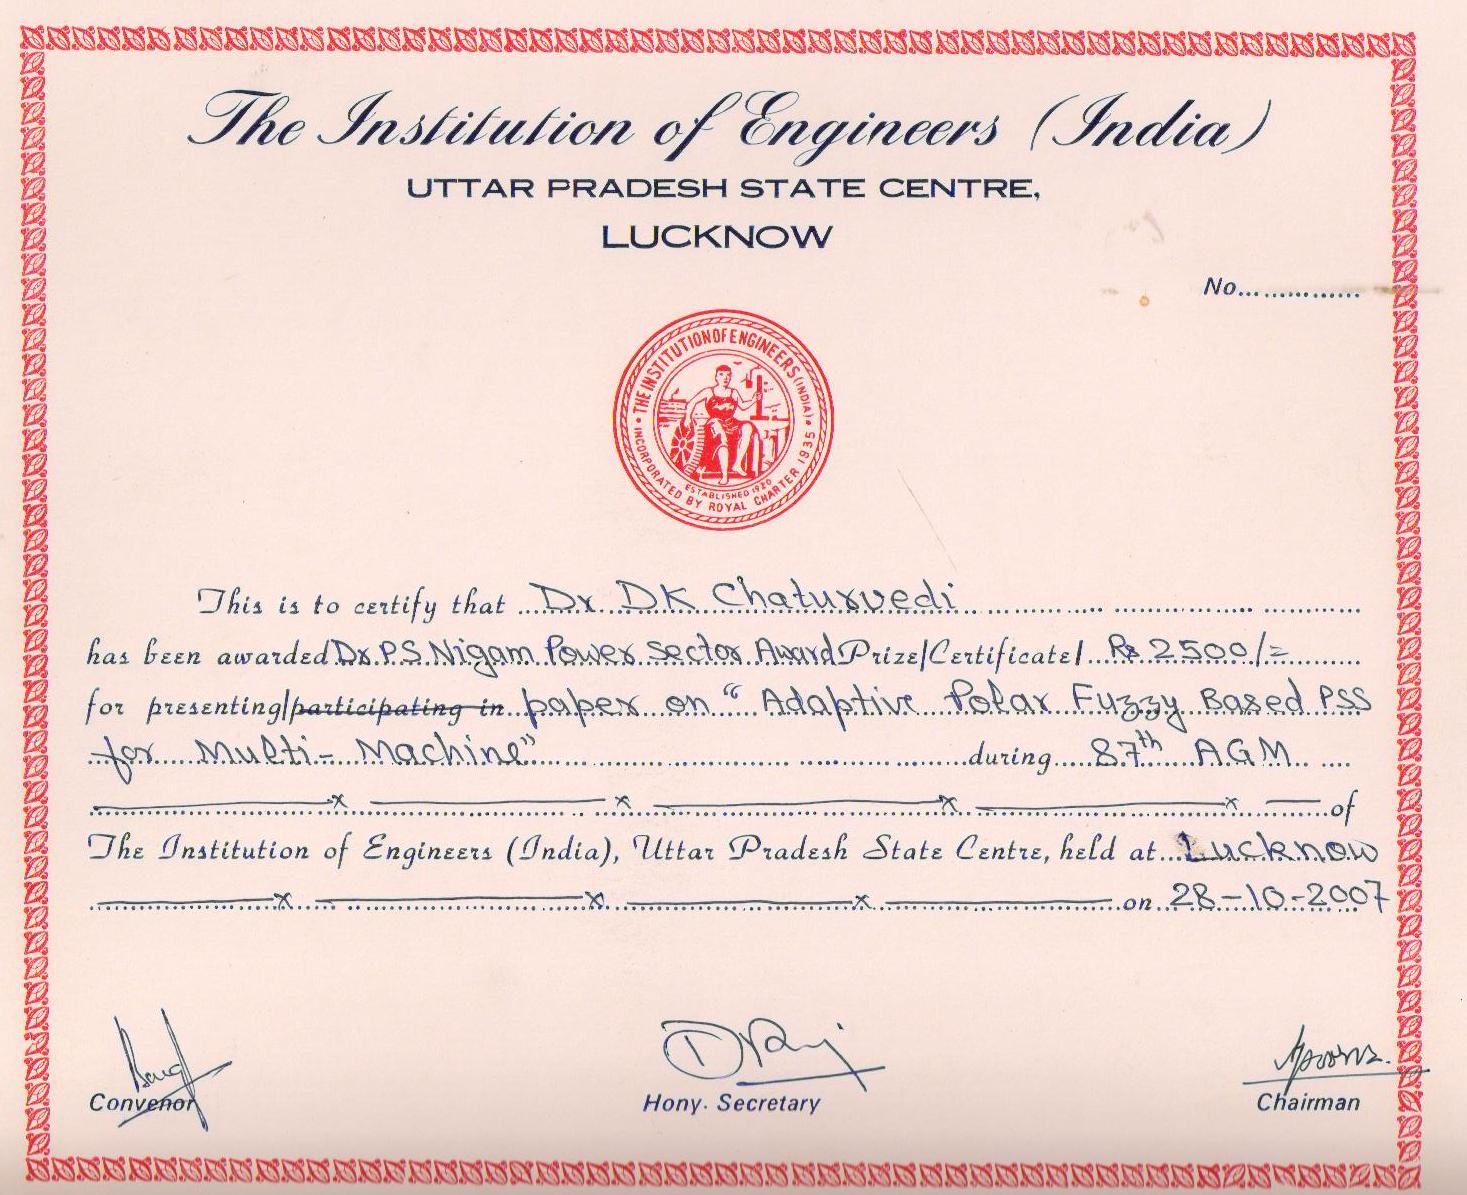 The Institution of Engineers (India)
UTTAR PRADESH STATE CENTRE,
LUCKNOW
No..............
THE INSTITUTION OF ENGINEERS (INDIA)
ESTABLISHED 1920
INCORPORATED BY ROYAL CHARTER 1935
This is to certify that Dr DK Chaturvedi
has been awarded Dr. P.S. Nigam Power Sector Award Prize/Certificate/ Rs 2500/=
for presenting/participating in paper on "Adaptive Polar Fuzzy Based PSS
for Multi-Machine" during 87th AGM
x x x x of
The Institution of Engineers (India), Uttar Pradesh State Centre, held at Lucknow
x x x on 28-10-2007
Convenor Hony. Secretary Chairman